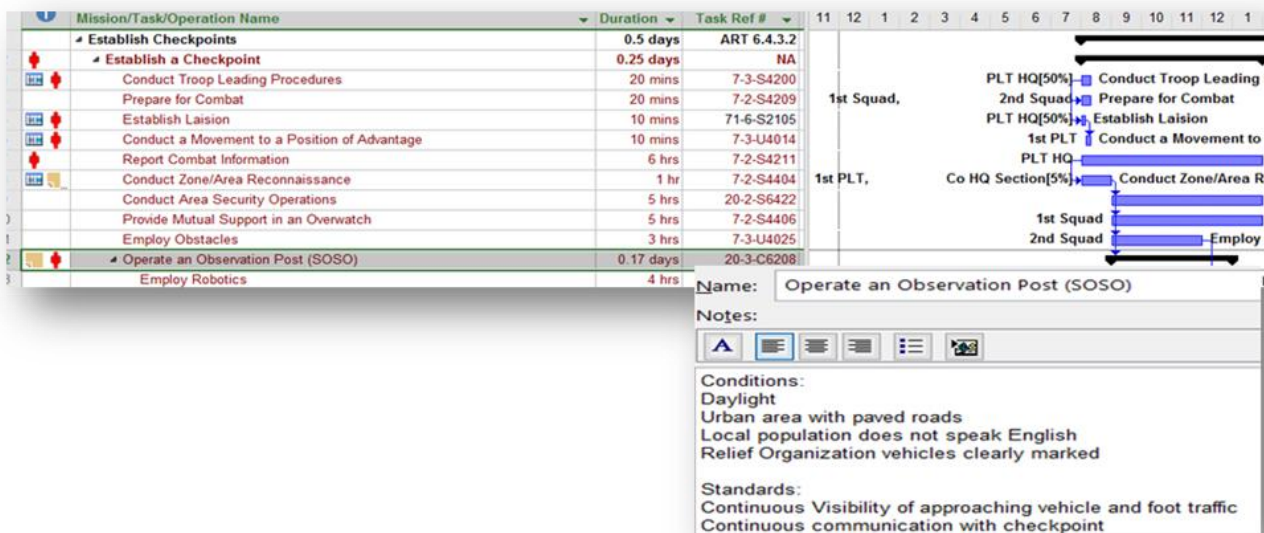 Mission/Task/Operation Name Duration Task Ref # 11 12 1 2 3 4 5 6 7 8 9 10 11 12 1
Establish Checkpoints 0.5 days ART 6.4.3.2
Establish a Checkpoint 0.25 days NA
Conduct Troop Leading Procedures 20 mins 7-3-S4200 PLT HQ[50%] Conduct Troop Leading
Prepare for Combat 20 mins 7-2-S4209 1st Squad, 2nd Squad Prepare for Combat
Establish Laision 10 mins 71-6-S2105 PLT HQ[50%] Establish Laision
Conduct a Movement to a Position of Advantage 10 mins 7-3-U4014 1st PLT Conduct a Movement to
Report Combat Information 6 hrs 7-2-S4211 PLT HQ
Conduct Zone/Area Reconnaissance 1 hr 7-2-S4404 1st PLT, Co HQ Section[5%] Conduct Zone/Area R
Conduct Area Security Operations 5 hrs 20-2-S6422
Provide Mutual Support in an Overwatch 5 hrs 7-2-S4406 1st Squad
Employ Obstacles 3 hrs 7-3-U4025 2nd Squad Employ
Operate an Observation Post (SOSO) 0.17 days 20-3-C6208
Employ Robotics 4 hrs
Name: Operate an Observation Post (SOSO)
Notes:
A
Conditions:
Daylight
Urban area with paved roads
Local population does not speak English
Relief Organization vehicles clearly marked
Standards:
Continuous Visibility of approaching vehicle and foot traffic
Continuous communication with checkpoint